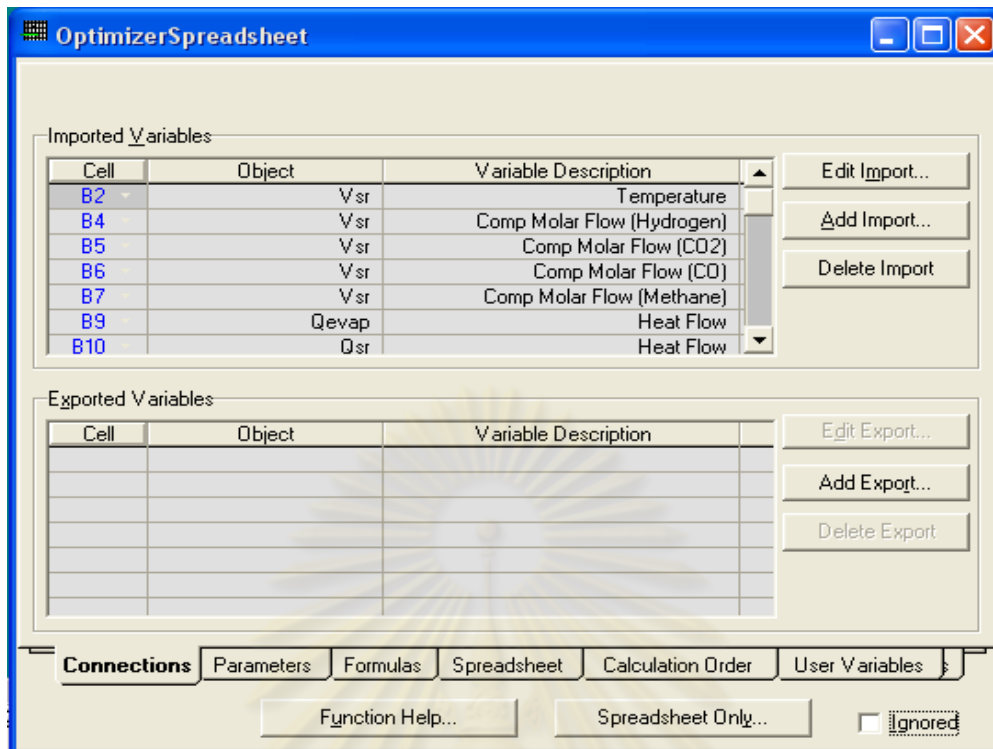 OptimizerSpreadsheet
Imported Variables
Cell Object Variable Description
B2 Vsr Temperature
B4 Vsr Comp Molar Flow (Hydrogen)
B5 Vsr Comp Molar Flow (CO2)
B6 Vsr Comp Molar Flow (CO)
B7 Vsr Comp Molar Flow (Methane)
B9 Qevap Heat Flow
B10 Qsr Heat Flow
Edit Import...
Add Import...
Delete Import
Exported Variables
Cell Object Variable Description
Edit Export...
Add Export...
Delete Export
Connections Parameters Formulas Spreadsheet Calculation Order User Variables
Function Help... Spreadsheet Only... Ignored